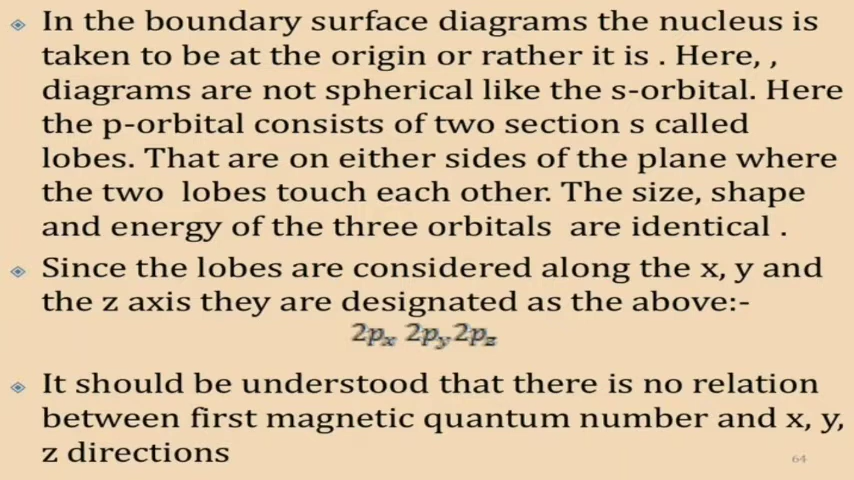 In the boundary surface diagrams the nucleus is
taken to be at the origin or rather it is . Here, ,
diagrams are not spherical like the s-orbital. Here
the p-orbital consists of two section s called
lobes. That are on either sides of the plane where
the two lobes touch each other. The size, shape
and energy of the three orbitals are identical .
Since the lobes are considered along the x, y and
the z axis they are designated as the above:-
2pₓ 2p_y 2p_z
It should be understood that there is no relation
between first magnetic quantum number and x, y,
z directions
64